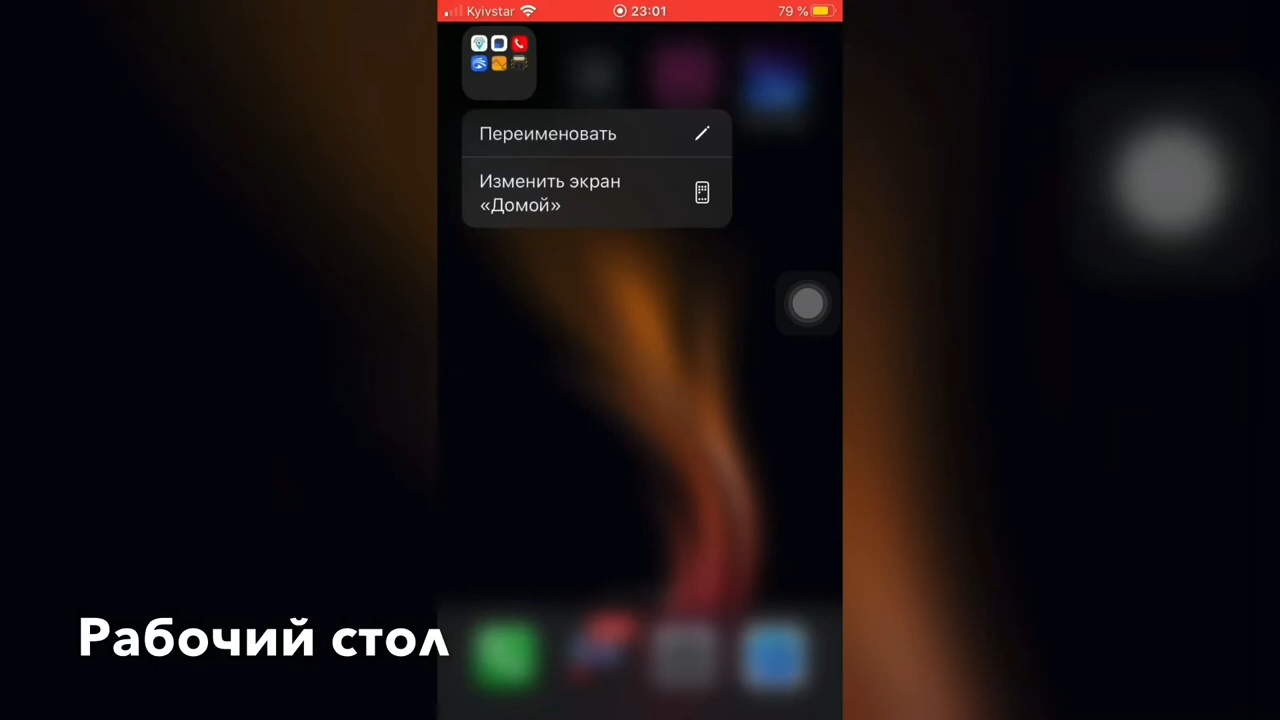 Kyivstar 23:01 79 %
Переименовать
Изменить экран
«Домой»
Рабочий стол